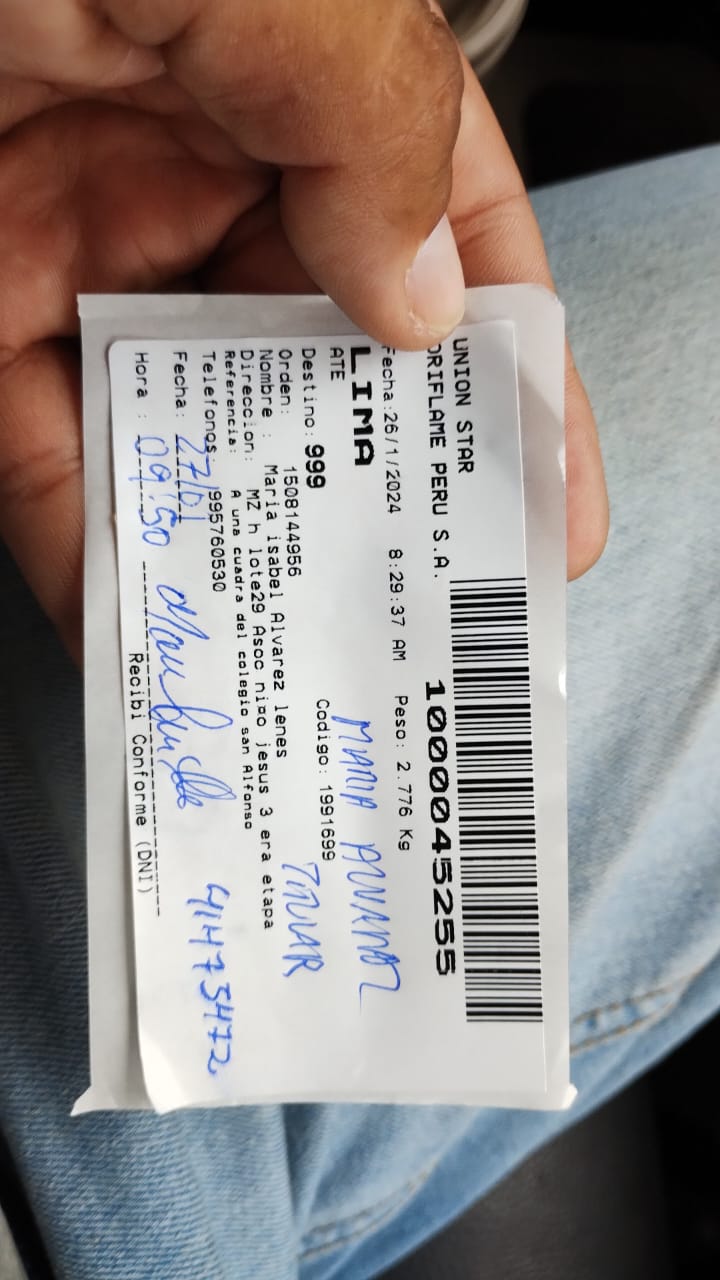 UNION STAR
ORIFLAME PERU S.A.
10000045255
Fecha:26/1/2024 8:29:37 AM Peso: 2.776 Kg
LIMA
ATE
MARIA ALVAREZ
Destino: 999 Codigo: 1991699
Orden: 1508144956
TITULAR
Nombre : Maria isabel Alvarez lenes
Direccion: MZ h lote29 Asoc nino jesus 3 era etapa
Referencia: A una cuadra del colegio san Alfonso
Telefonos: 995760530
Fecha: 27/01
41475472
Hora : 09:50
Recibi Conforme (DNI)